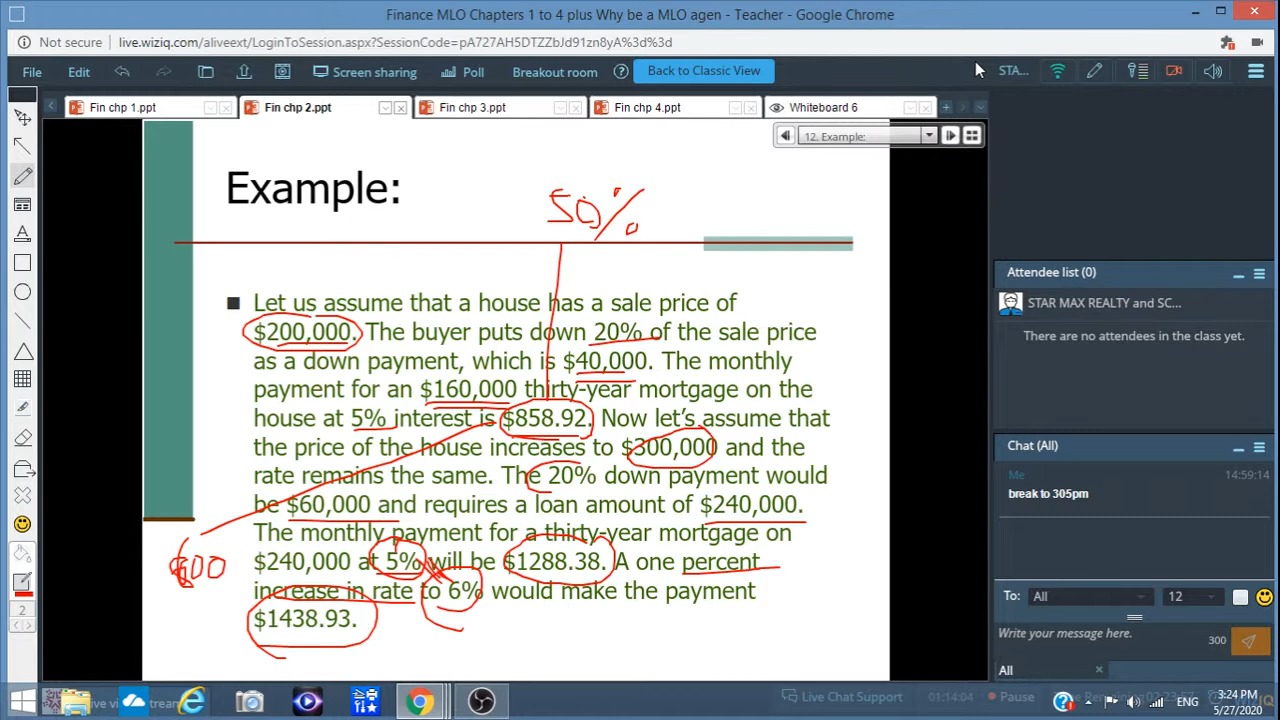 Finance MLO Chapters 1 to 4 plus Why be a MLO agen - Teacher - Google Chrome
Not secure | live.wiziq.com/aliveext/LoginToSession.aspx?SessionCode=pA727AH5DTZZbJd91zn8yA%3d%3d
File Edit Screen sharing Poll Breakout room Back to Classic View STA...
Fin chp 1.ppt Fin chp 2.ppt Fin chp 3.ppt Fin chp 4.ppt Whiteboard 6
12. Example:
Example:
50%
Let us assume that a house has a sale price of
$200,000. The buyer puts down 20% of the sale price
as a down payment, which is $40,000. The monthly
payment for an $160,000 thirty-year mortgage on the
house at 5% interest is $858.92. Now let's assume that
the price of the house increases to $300,000 and the
rate remains the same. The 20% down payment would
be $60,000 and requires a loan amount of $240,000.
The monthly payment for a thirty-year mortgage on
$240,000 at 5% will be $1288.38. A one percent
increase in rate to 6% would make the payment
$1438.93.
Attendee list (0)
STAR MAX REALTY and SC...
There are no attendees in the class yet.
Chat (All)
Me 14:59:14
break to 305pm
To: All 12
Write your message here. 300
All
2
Live Chat Support 01:14:04 Pause
ENG
3:24 PM
5/27/2020